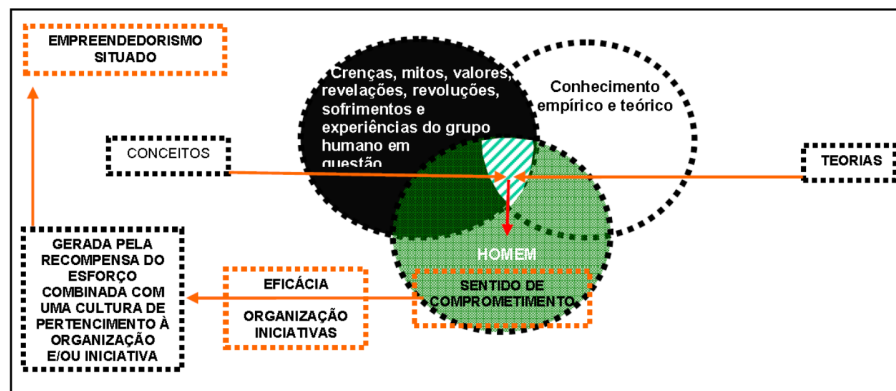 EMPREENDEDORISMO
SITUADO
Crenças, mitos, valores,
revelações, revoluções,
sofrimentos e
experiências do grupo
humano em
questão
Conhecimento
empírico e teórico
CONCEITOS
TEORIAS
HOMEM
SENTIDO DE
COMPROMETIMENTO
EFICÁCIA
ORGANIZAÇÃO
INICIATIVAS
GERADA PELA
RECOMPENSA DO
ESFORÇO
COMBINADA COM
UMA CULTURA DE
PERTENCIMENTO À
ORGANIZAÇÃO
E/OU INICIATIVA